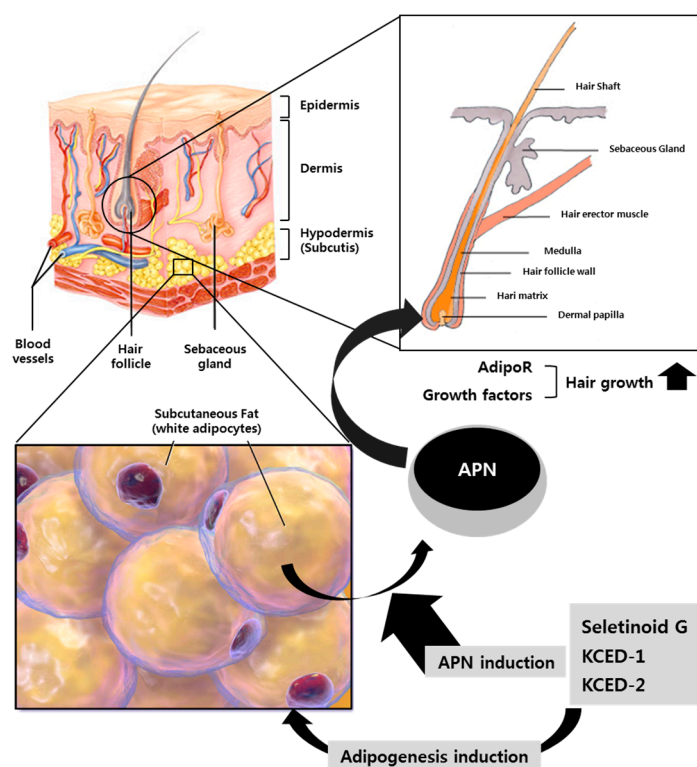 Epidermis
Dermis
Hypodermis
(Subcutis)
Blood
vessels
Hair
follicle
Sebaceous
gland
Hair Shaft
Sebaceous Gland
Hair erector muscle
Medulla
Hair follicle wall
Hari matrix
Dermal papilla
AdipoR
Growth factors
Hair growth
Subcutaneous Fat
(white adipocytes)
APN
APN induction
Seletinoid G
KCED-1
KCED-2
Adipogenesis induction